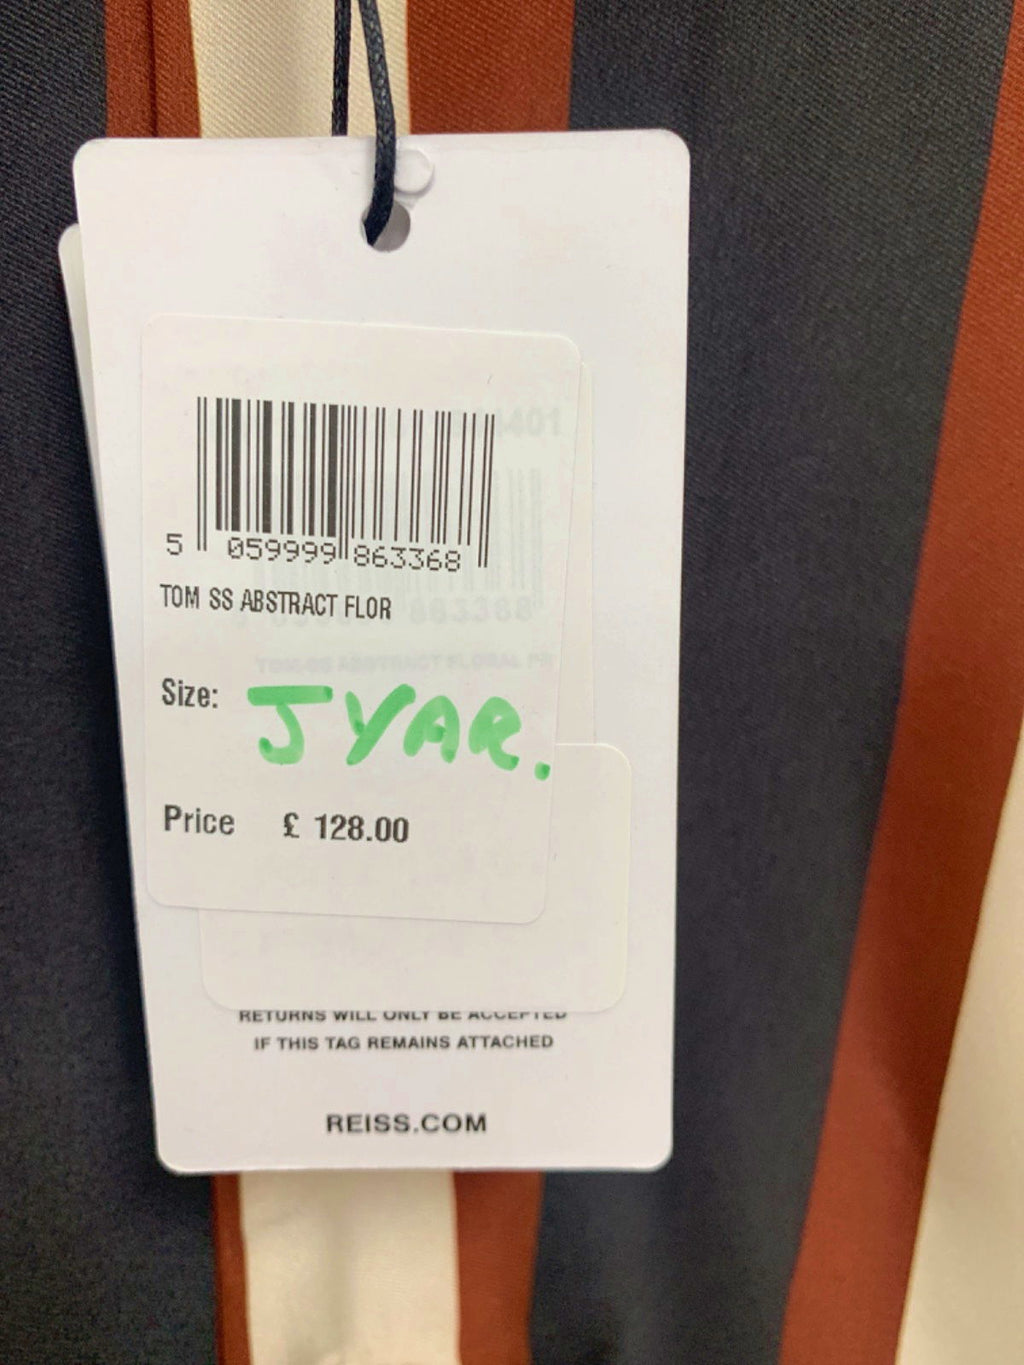 5 059999 863368
TOM SS ABSTRACT FLOR
Size: JYAR.
Price £ 128.00
RETURNS WILL ONLY BE ACCEPTED
IF THIS TAG REMAINS ATTACHED
REISS.COM